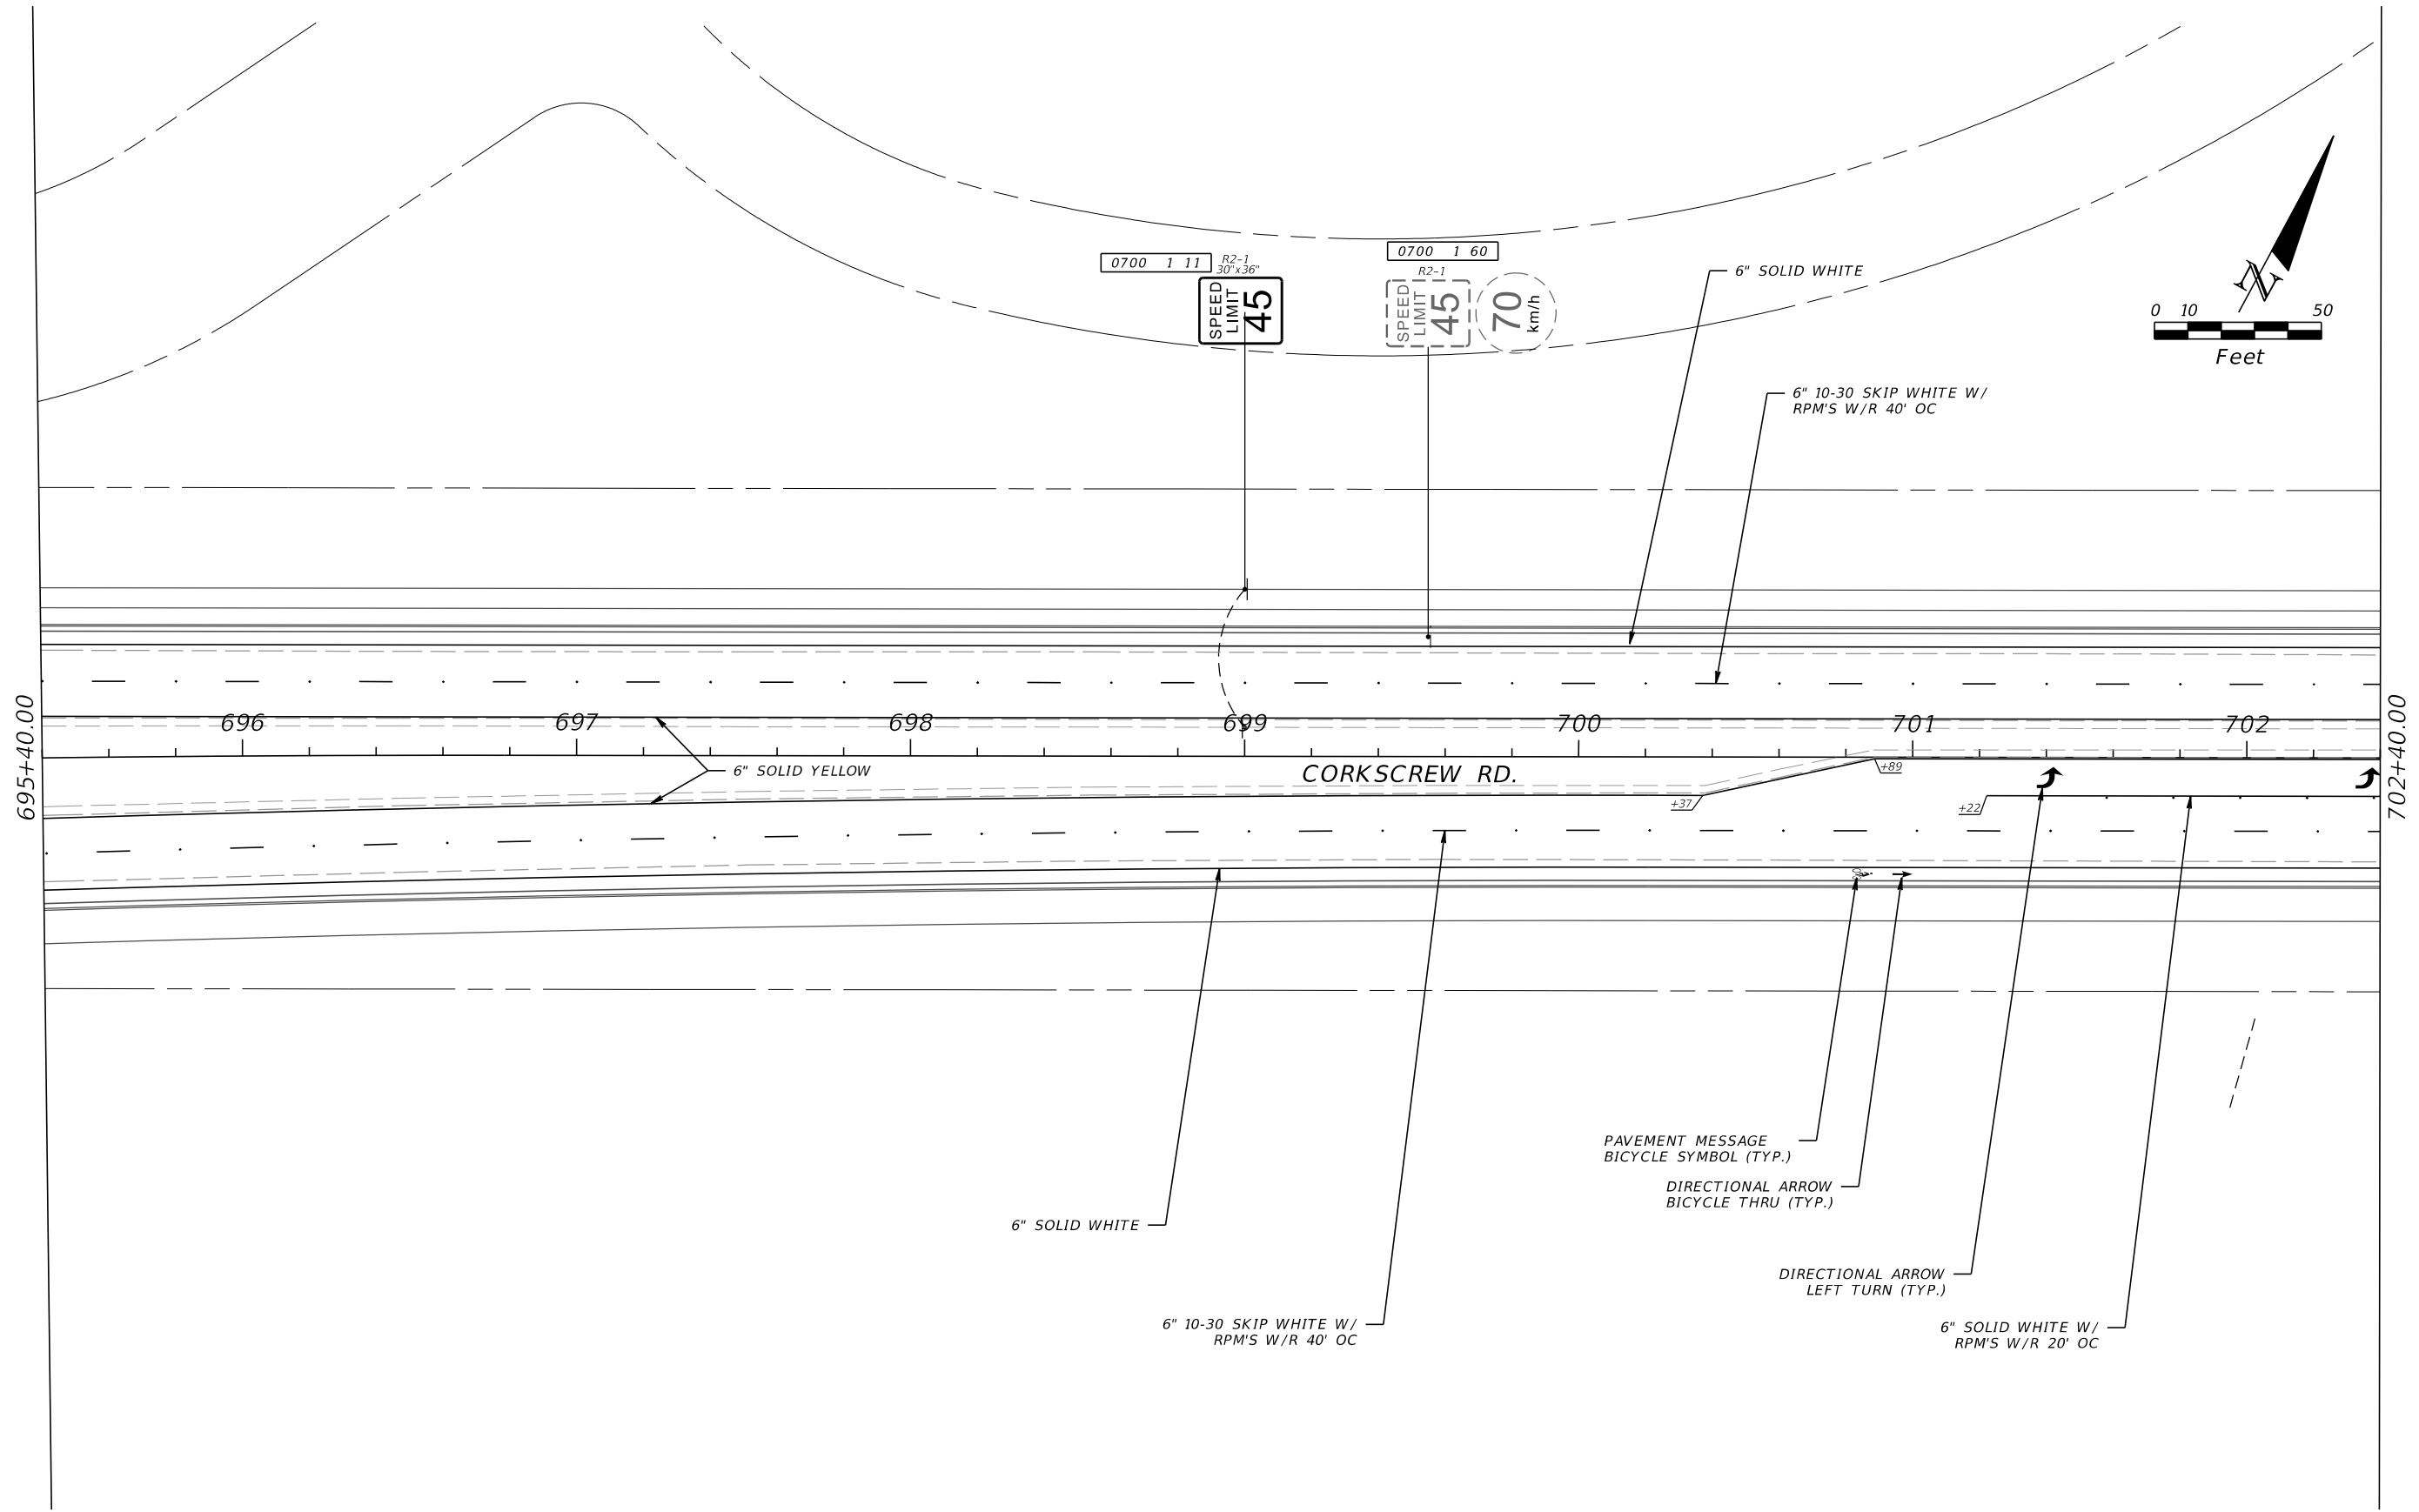 0700 1 60
0700 1 11
R2-1
30"x36"
R2-1
SPEED
LIMIT
45
SPEED
LIMIT
45
70
km/h
6" SOLID WHITE
N
0 10 50
Feet
6" 10-30 SKIP WHITE W/
RPM'S W/R 40' OC
695+40.00
696 697 698 699 700 701 702
702+40.00
6" SOLID YELLOW
CORKSCREW RD.
+89
+37
+22
PAVEMENT MESSAGE
BICYCLE SYMBOL (TYP.)
DIRECTIONAL ARROW
BICYCLE THRU (TYP.)
6" SOLID WHITE
DIRECTIONAL ARROW
LEFT TURN (TYP.)
6" 10-30 SKIP WHITE W/
RPM'S W/R 40' OC
6" SOLID WHITE W/
RPM'S W/R 20' OC